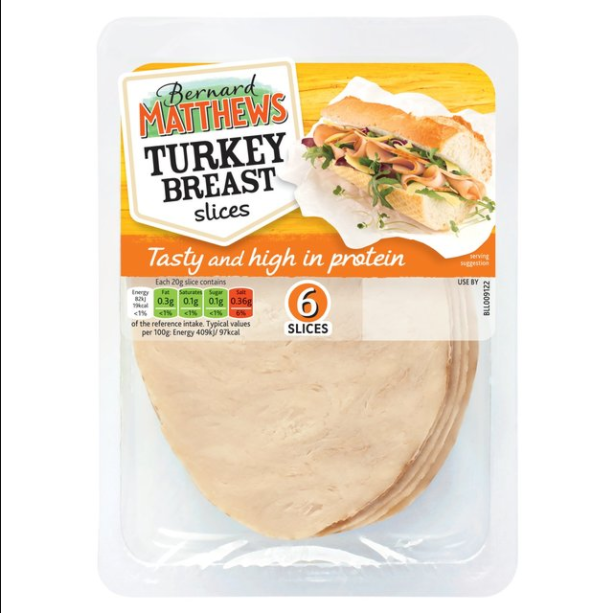 Bernard
MATTHEWS
TURKEY
BREAST
slices
Tasty and high in protein
serving
suggestion
Each 20g slice contains
Energy
82kJ
19kcal
<1%
Fat
0.3g
<1%
Saturates
0.1g
<1%
Sugar
0.1g
<1%
Salt
0.36g
6%
of the reference intake. Typical values
per 100g: Energy 409kJ/ 97kcal
6
SLICES
USE BY
BLL009122